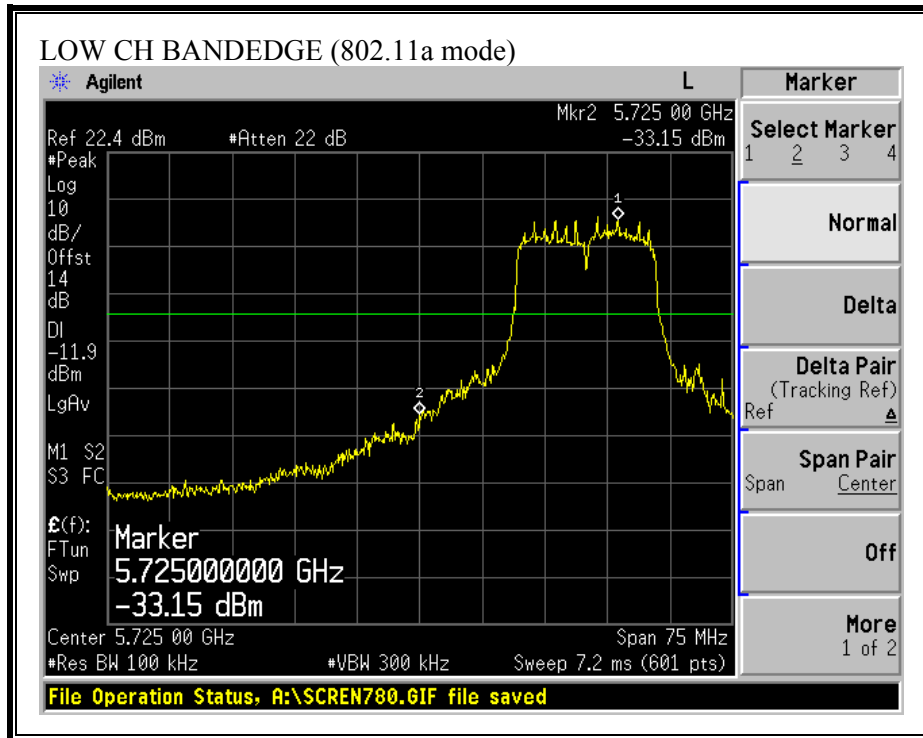 LOW CH BANDEDGE (802.11a mode)
Agilent L
Mkr2 5.725 00 GHz
Ref 22.4 dBm #Atten 22 dB -33.15 dBm
#Peak
Log
10
dB/
Offst
14
dB
DI
-11.9
dBm
LgAv
M1 S2
S3 FC
£(f):
FTun
Swp
1
2
Marker
5.725000000 GHz
-33.15 dBm
Center 5.725 00 GHz Span 75 MHz
#Res BW 100 kHz #VBW 300 kHz Sweep 7.2 ms (601 pts)
File Operation Status, A:\SCREN780.GIF file saved
Marker
Select Marker
1 2 3 4
Normal
Delta
Delta Pair
(Tracking Ref)
Ref Δ
Span Pair
Span Center
Off
More
1 of 2